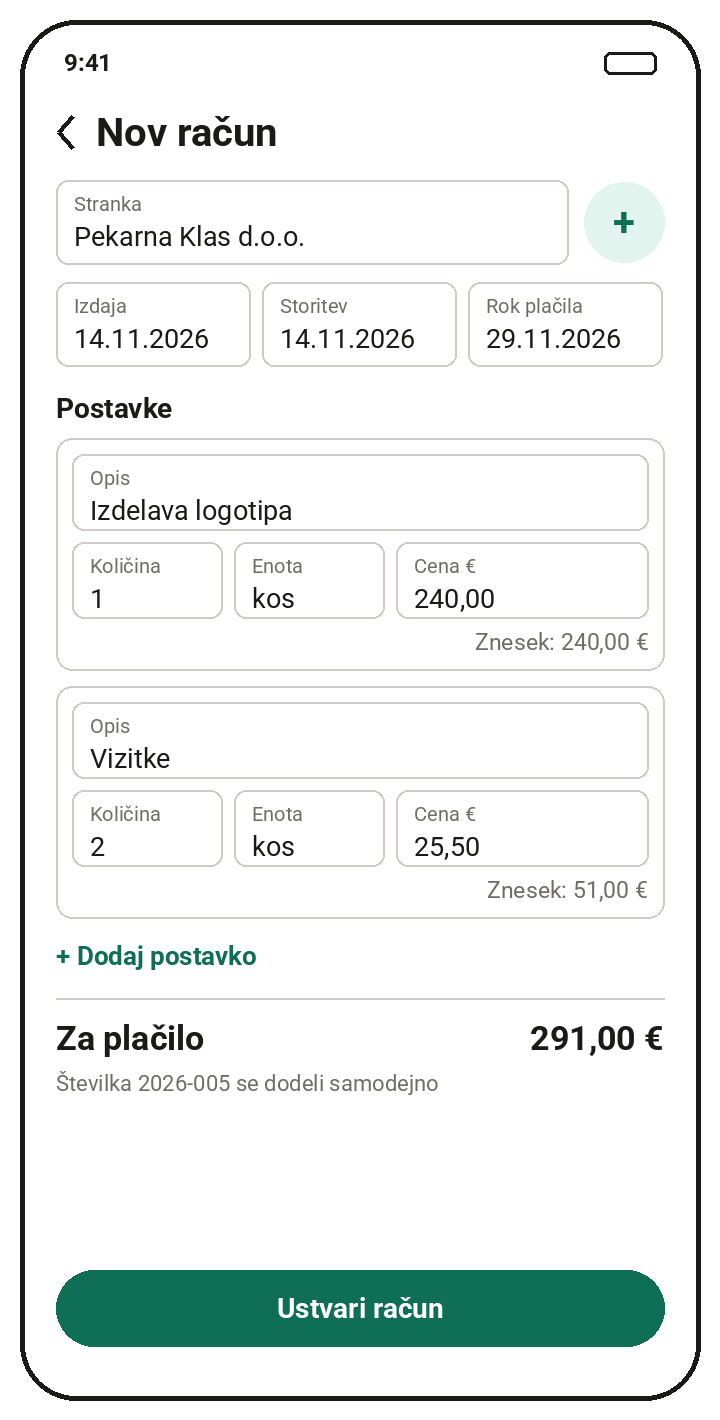 9:41
Nov račun
Stranka
Pekarna Klas d.o.o.
+
Izdaja Storitev Rok plačila
14.11.2026 14.11.2026 29.11.2026
Postavke
Opis
Izdelava logotipa
Količina Enota Cena €
1 kos 240,00
Znesek: 240,00 €
Opis
Vizitke
Količina Enota Cena €
2 kos 25,50
Znesek: 51,00 €
+ Dodaj postavko
Za plačilo 291,00 €
Številka 2026-005 se dodeli samodejno
Ustvari račun